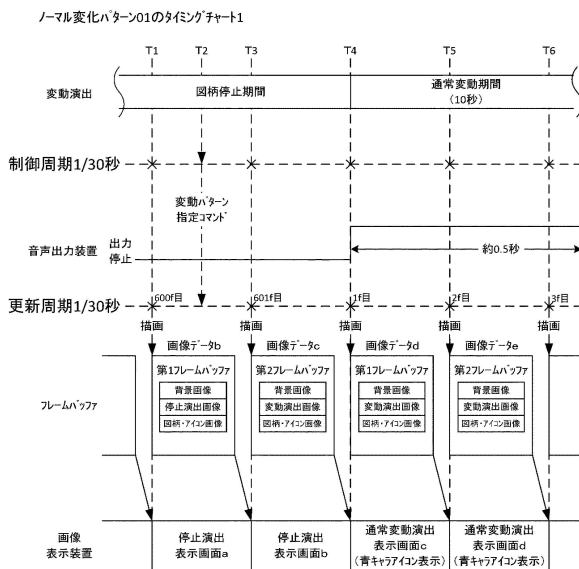 ノーマル変化パターン01のタイミングチャート1
T1 T2 T3 T4 T5 T6
変動演出
図柄停止期間
通常変動期間
(10秒)
制御周期1/30秒
変動パターン
指定コマンド
音声出力装置
出力
停止
約0.5秒
更新周期1/30秒
600f目 601f目 1f目 2f目 3f目
描画 描画 描画 描画 描画
画像データb 画像データc 画像データd 画像データe
フレームバッファ
第1フレームバッファ 第2フレームバッファ 第1フレームバッファ 第2フレームバッファ
背景画像 背景画像 背景画像 背景画像
停止演出画像 変動演出画像 変動演出画像 変動演出画像
図柄・アイコン画像 図柄・アイコン画像 図柄・アイコン画像 図柄・アイコン画像
画像
表示装置
停止演出
表示画面a
停止演出
表示画面b
通常変動演出
表示画面c
(青キャラアイコン表示)
通常変動演出
表示画面d
(青キャラアイコン表示)